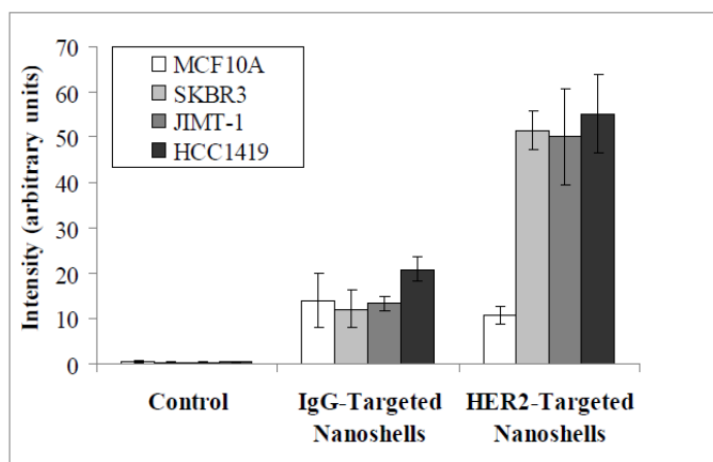 Intensity (arbitrary units)
70
60
50
40
30
20
10
0
MCF10A
SKBR3
JIMT-1
HCC1419
Control
IgG-Targeted
Nanoshells
HER2-Targeted
Nanoshells